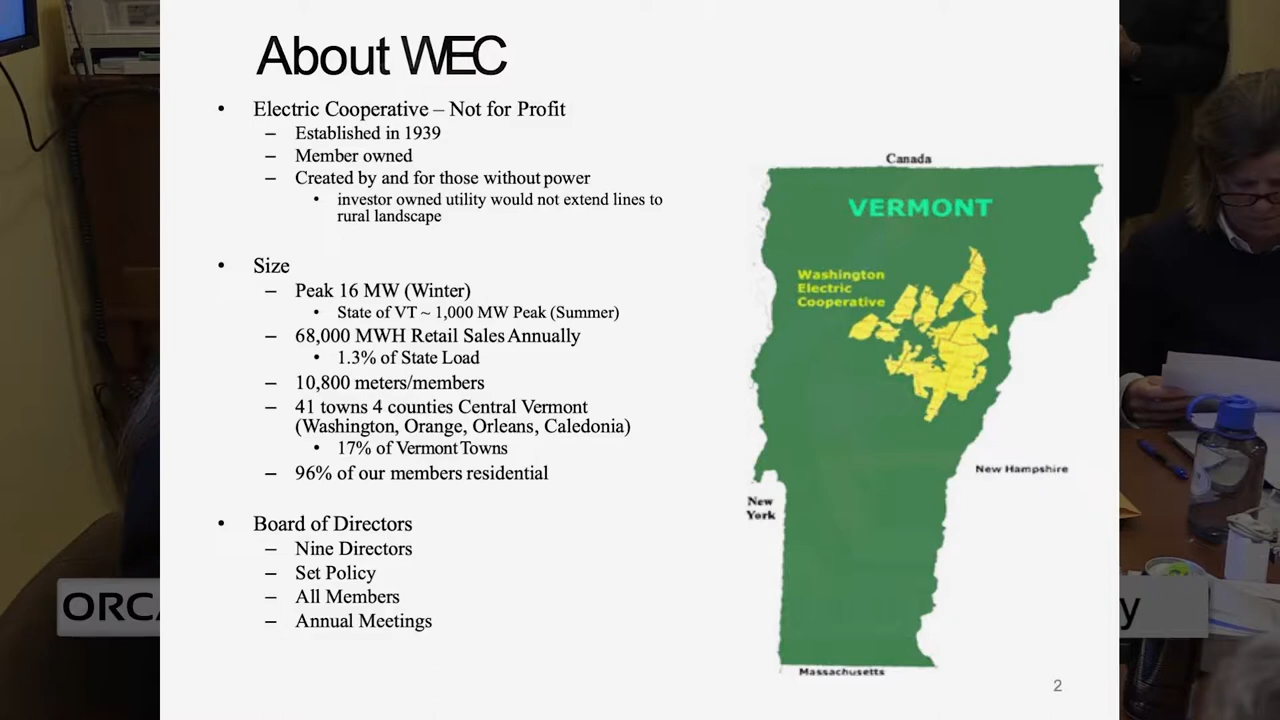 About WEC
• Electric Cooperative – Not for Profit
– Established in 1939
– Member owned
– Created by and for those without power
• investor owned utility would not extend lines to
rural landscape
• Size
– Peak 16 MW (Winter)
• State of VT ~ 1,000 MW Peak (Summer)
– 68,000 MWH Retail Sales Annually
• 1.3% of State Load
– 10,800 meters/members
– 41 towns 4 counties Central Vermont
(Washington, Orange, Orleans, Caledonia)
• 17% of Vermont Towns
– 96% of our members residential
• Board of Directors
– Nine Directors
– Set Policy
– All Members
– Annual Meetings
Canada
VERMONT
Washington
Electric
Cooperative
New Hampshire
New
York
Massachusetts
2
ORCA
y